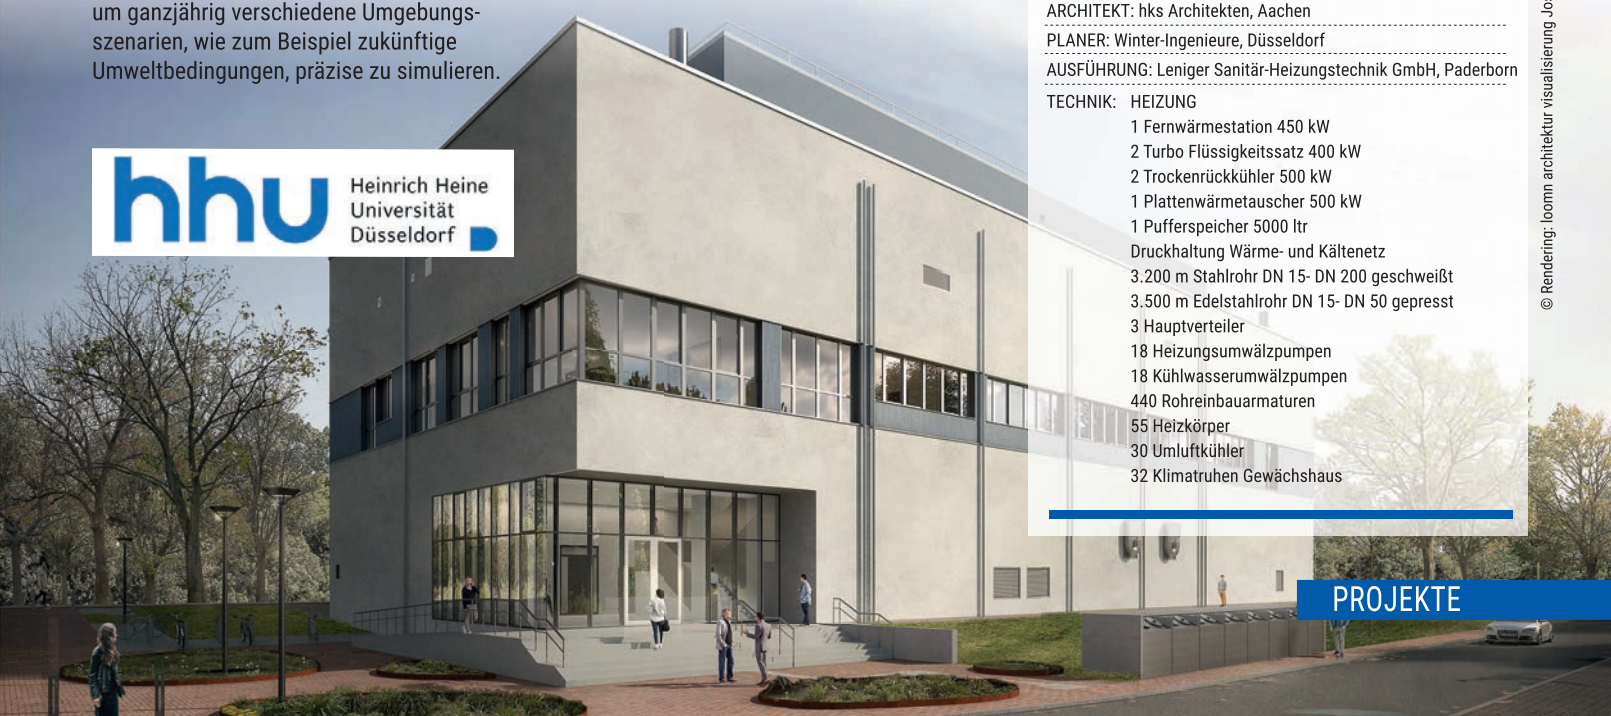 um ganzjährig verschiedene Umgebungs-
szenarien, wie zum Beispiel zukünftige
Umweltbedingungen, präzise zu simulieren.
hhu Heinrich Heine
Universität
Düsseldorf
ARCHITEKT: hks Architekten, Aachen
PLANER: Winter-Ingenieure, Düsseldorf
AUSFÜHRUNG: Leniger Sanitär-Heizungstechnik GmbH, Paderborn
TECHNIK: HEIZUNG
1 Fernwärmestation 450 kW
2 Turbo Flüssigkeitssatz 400 kW
2 Trockenrückkühler 500 kW
1 Plattenwärmetauscher 500 kW
1 Pufferspeicher 5000 ltr
Druckhaltung Wärme- und Kältenetz
3.200 m Stahlrohr DN 15- DN 200 geschweißt
3.500 m Edelstahlrohr DN 15- DN 50 gepresst
3 Hauptverteiler
18 Heizungsumwälzpumpen
18 Kühlwasserumwälzpumpen
440 Rohreinbauarmaturen
55 Heizkörper
30 Umluftkühler
32 Klimatruhen Gewächshaus
© Rendering: loomn architektur visualisierung
PROJEKTE